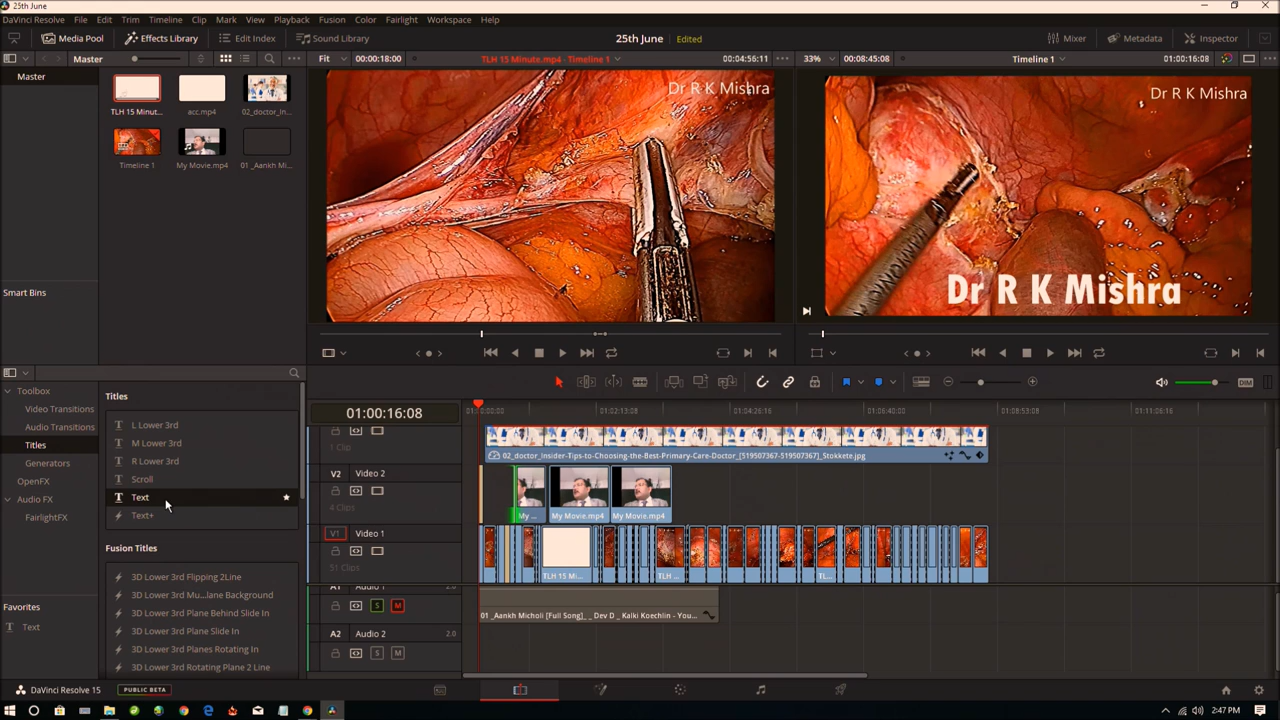 25th June
DaVinci Resolve File Edit Trim Timeline Clip Mark View Playback Fusion Color Fairlight Workspace Help
Media Pool Effects Library Edit Index Sound Library 25th June Edited Mixer Metadata Inspector
Master Fit 00:00:18:00 TLH 15 Minute.mp4 - Timeline 1 00:04:56:11 33% 00:08:45:08 Timeline 1 01:00:16:08
Master
Dr R K Mishra
Dr R K Mishra
TLH 15 Minut... acc.mp4 02_doctor_In...
Timeline 1 My Movie.mp4 01 _Aankh Mi...
Dr R K Mishra
Smart Bins
Toolbox
Video Transitions
Audio Transitions
Titles
Generators
OpenFX
Audio FX
FairlightFX
Favorites
Text
Titles
L Lower 3rd
M Lower 3rd
R Lower 3rd
Scroll
Text
Text+
Fusion Titles
3D Lower 3rd Flipping 2Line
3D Lower 3rd Mu...lane Background
3D Lower 3rd Plane Behind Slide In
3D Lower 3rd Plane Slide In
3D Lower 3rd Planes Rotating In
3D Lower 3rd Rotating Plane 2 Line
DIM
01:00:16:08
01:02:13:08 01:04:26:16 01:06:40:00 01:08:53:08 01:11:06:16
1 Clip
02_doctor_Insider-Tips-to-Choosing-the-Best-Primary-Care-Doctor_[519507367-519507367]_Stokkete.jpg
V2 Video 2
4 Clips
My ... My Movie.mp4 My Movie.mp4
V1 Video 1
51 Clips
TLH 15 Mi... TLH ... TL...
A1 Audio 1 2.0
S M
01 _Aankh Micholi [Full Song]_ _ Dev D _ Kalki Koechlin - You...
A2 Audio 2 2.0
S M
DaVinci Resolve 15 PUBLIC BETA
2:47 PM